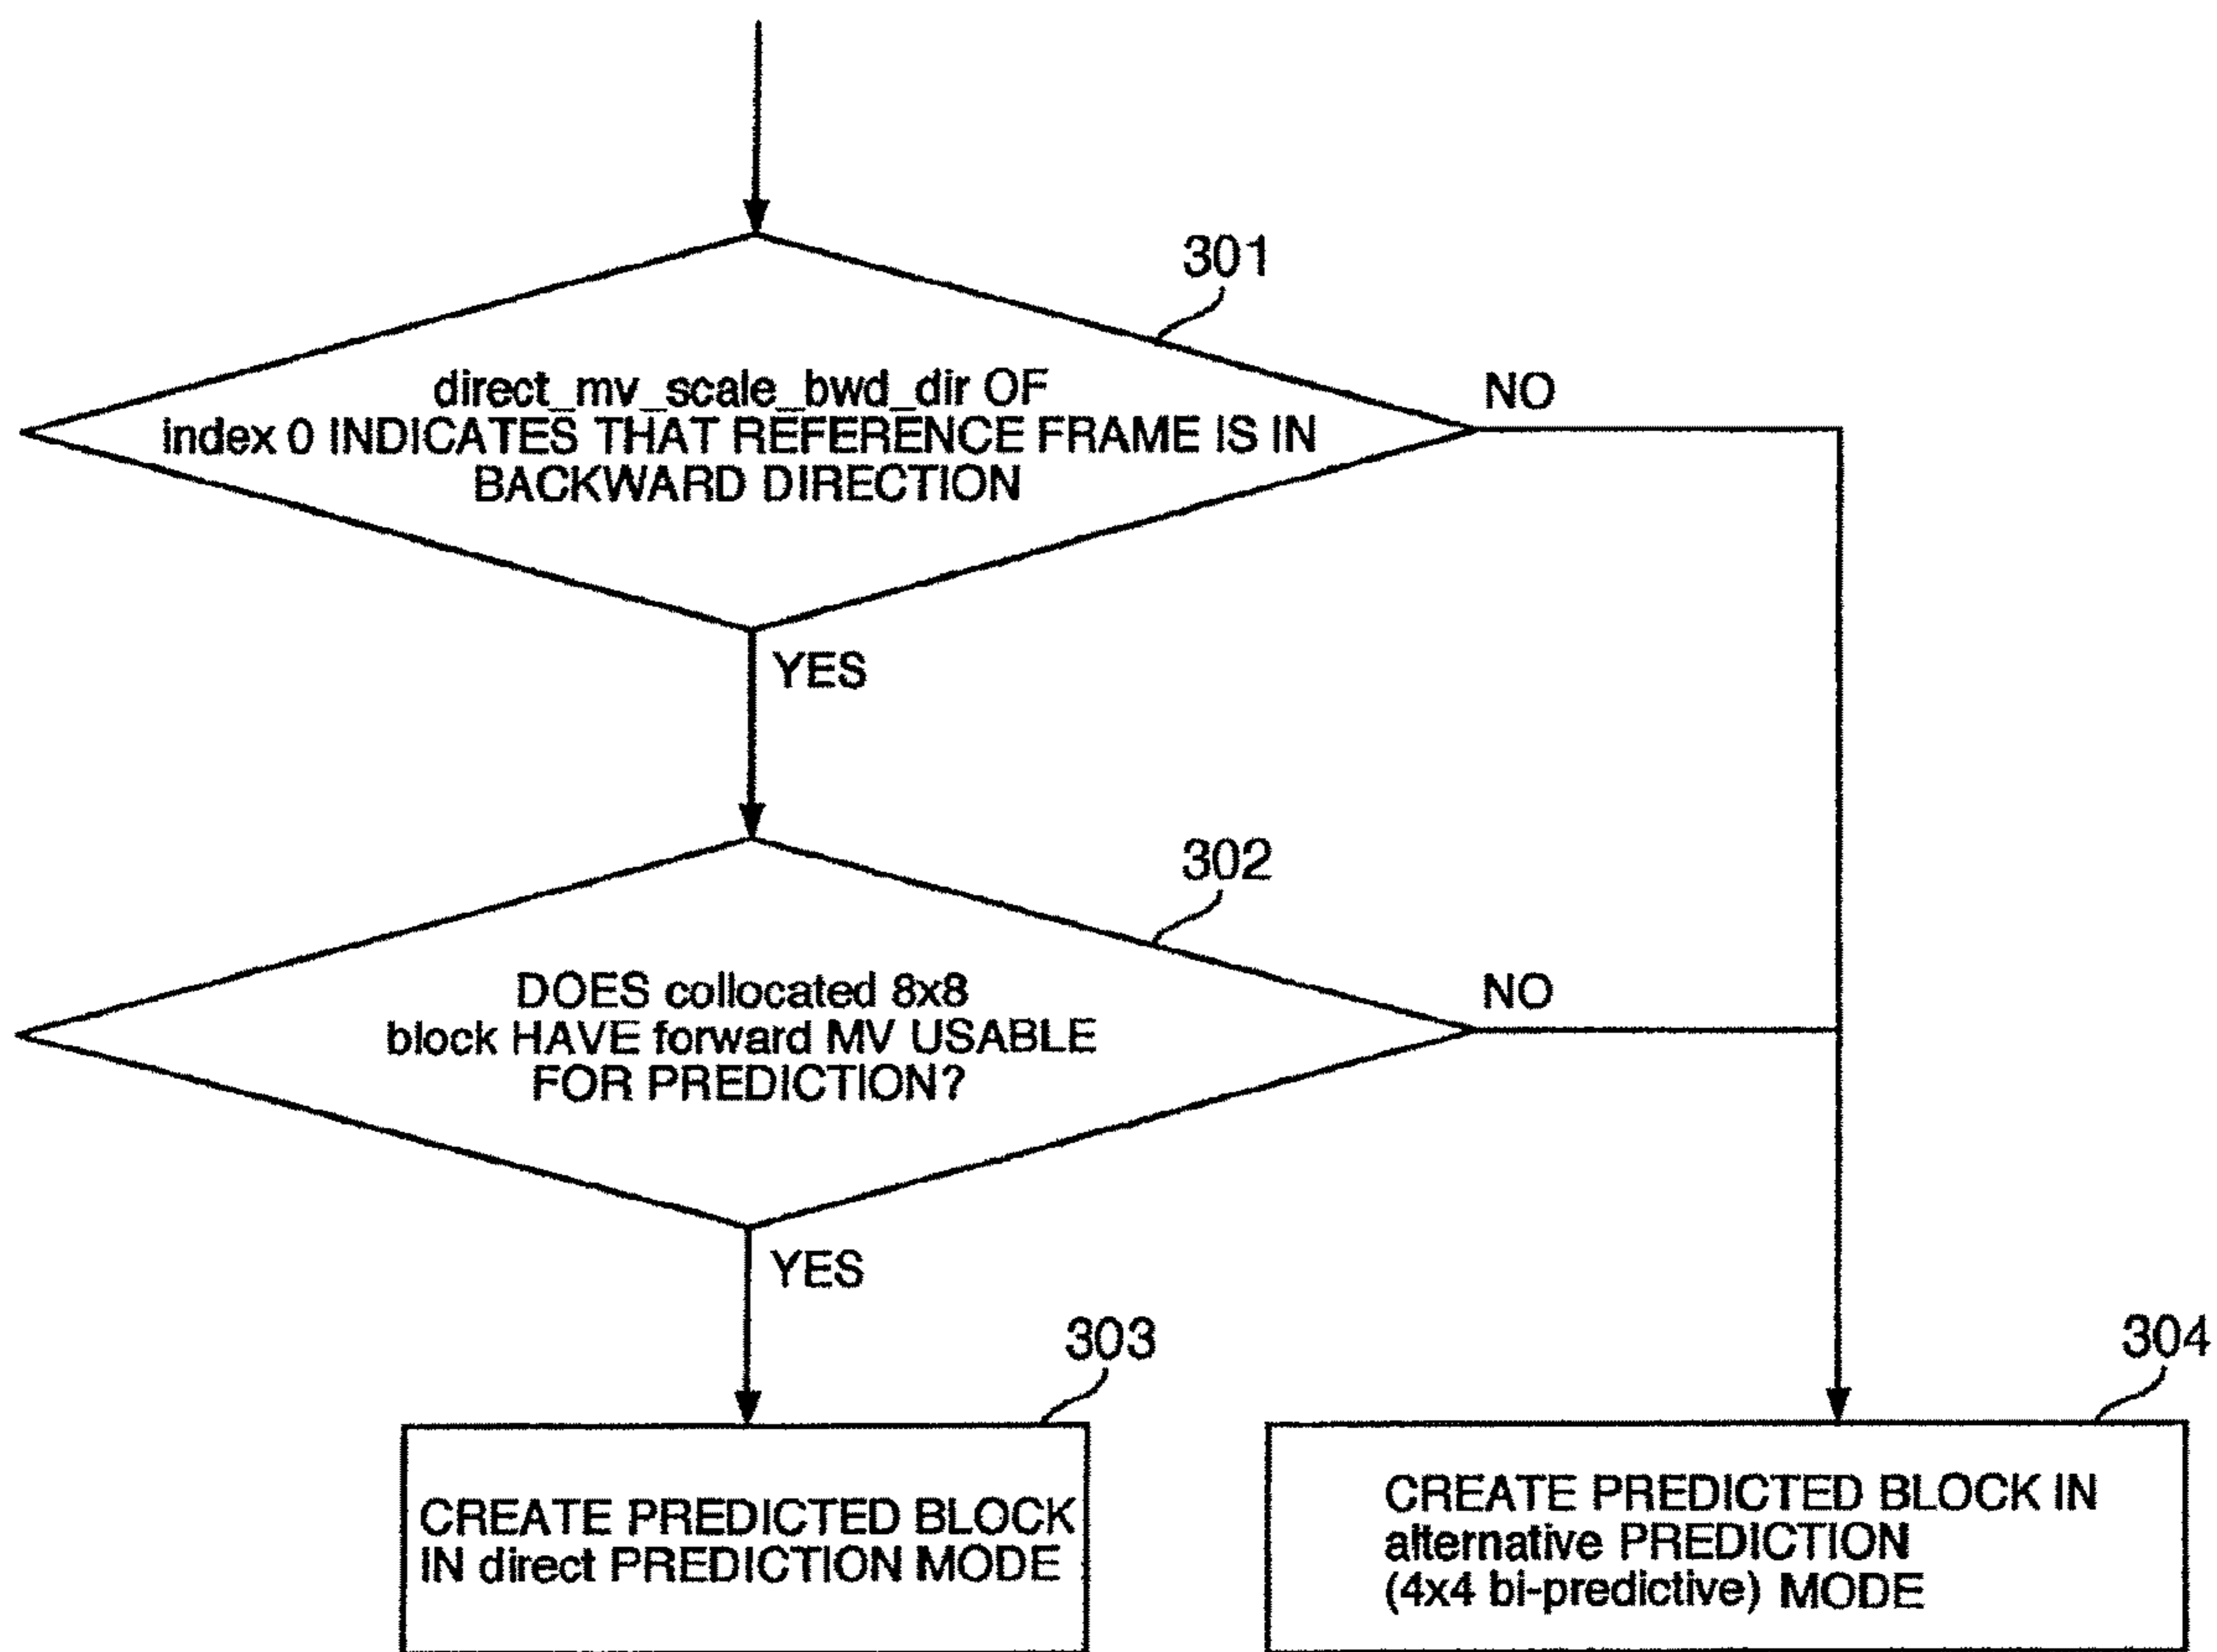 301
direct_mv_scale_bwd_dir OF
index 0 INDICATES THAT REFERENCE FRAME IS IN
BACKWARD DIRECTION
NO
YES
302
DOES collocated 8x8
block HAVE forward MV USABLE
FOR PREDICTION?
NO
YES
303
CREATE PREDICTED BLOCK
IN direct PREDICTION MODE
304
CREATE PREDICTED BLOCK IN
alternative PREDICTION
(4x4 bi-predictive) MODE